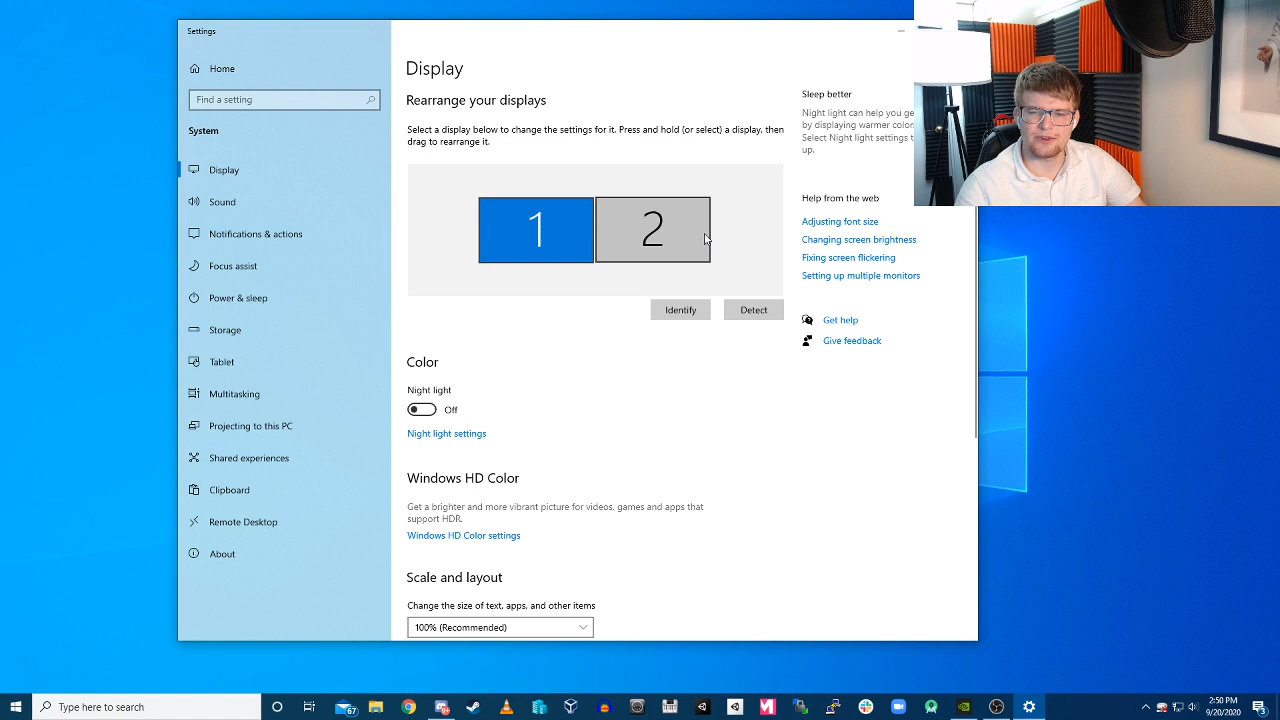 Settings
Home
Find a setting
Display
Sound
Notifications & actions
Focus assist
Power & sleep
Storage
Tablet
Multitasking
Projecting to this PC
Shared experiences
Clipboard
Remote Desktop
About
Display
Rearrange your displays
Select a display below to change the settings for it. Press and hold (or select) a display, then
drag to rearrange it.
1
2
Identify
Detect
Color
Night light
Off
Night light settings
Windows HD Color
Get a brighter and more vibrant picture for videos, games and apps that
support HDR.
Windows HD Color settings
Scale and layout
Change the size of text, apps, and other items
100% (Recommended)
Sleep better
Night light can help you ge
by displaying warmer color
Select Night light settings t
up.
Help from the web
Adjusting font size
Changing screen brightness
Fixing screen flickering
Setting up multiple monitors
Get help
Give feedback
Type here to search
67
2:50 PM
9/20/2020